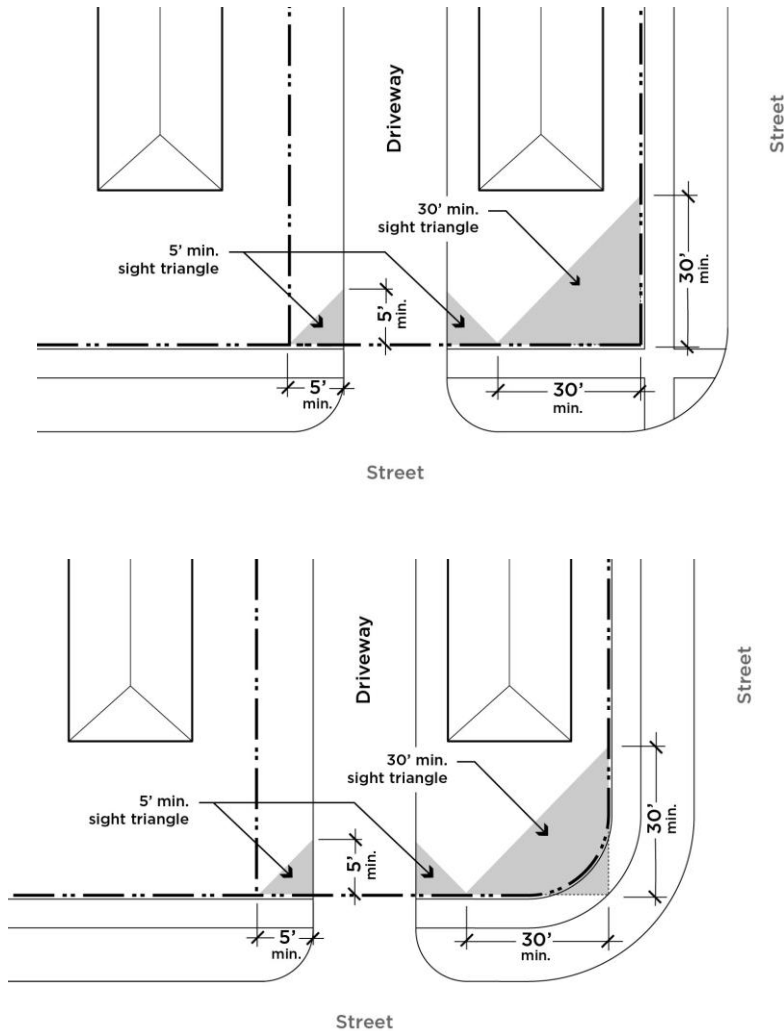 Driveway
Street
30’ min.
sight triangle
5’ min.
sight triangle
30’
min.
5’
min.
5’
min.
30’
min.
Street
Driveway
Street
30’ min.
sight triangle
5’ min.
sight triangle
30’
min.
5’
min.
5’
min.
30’
min.
Street